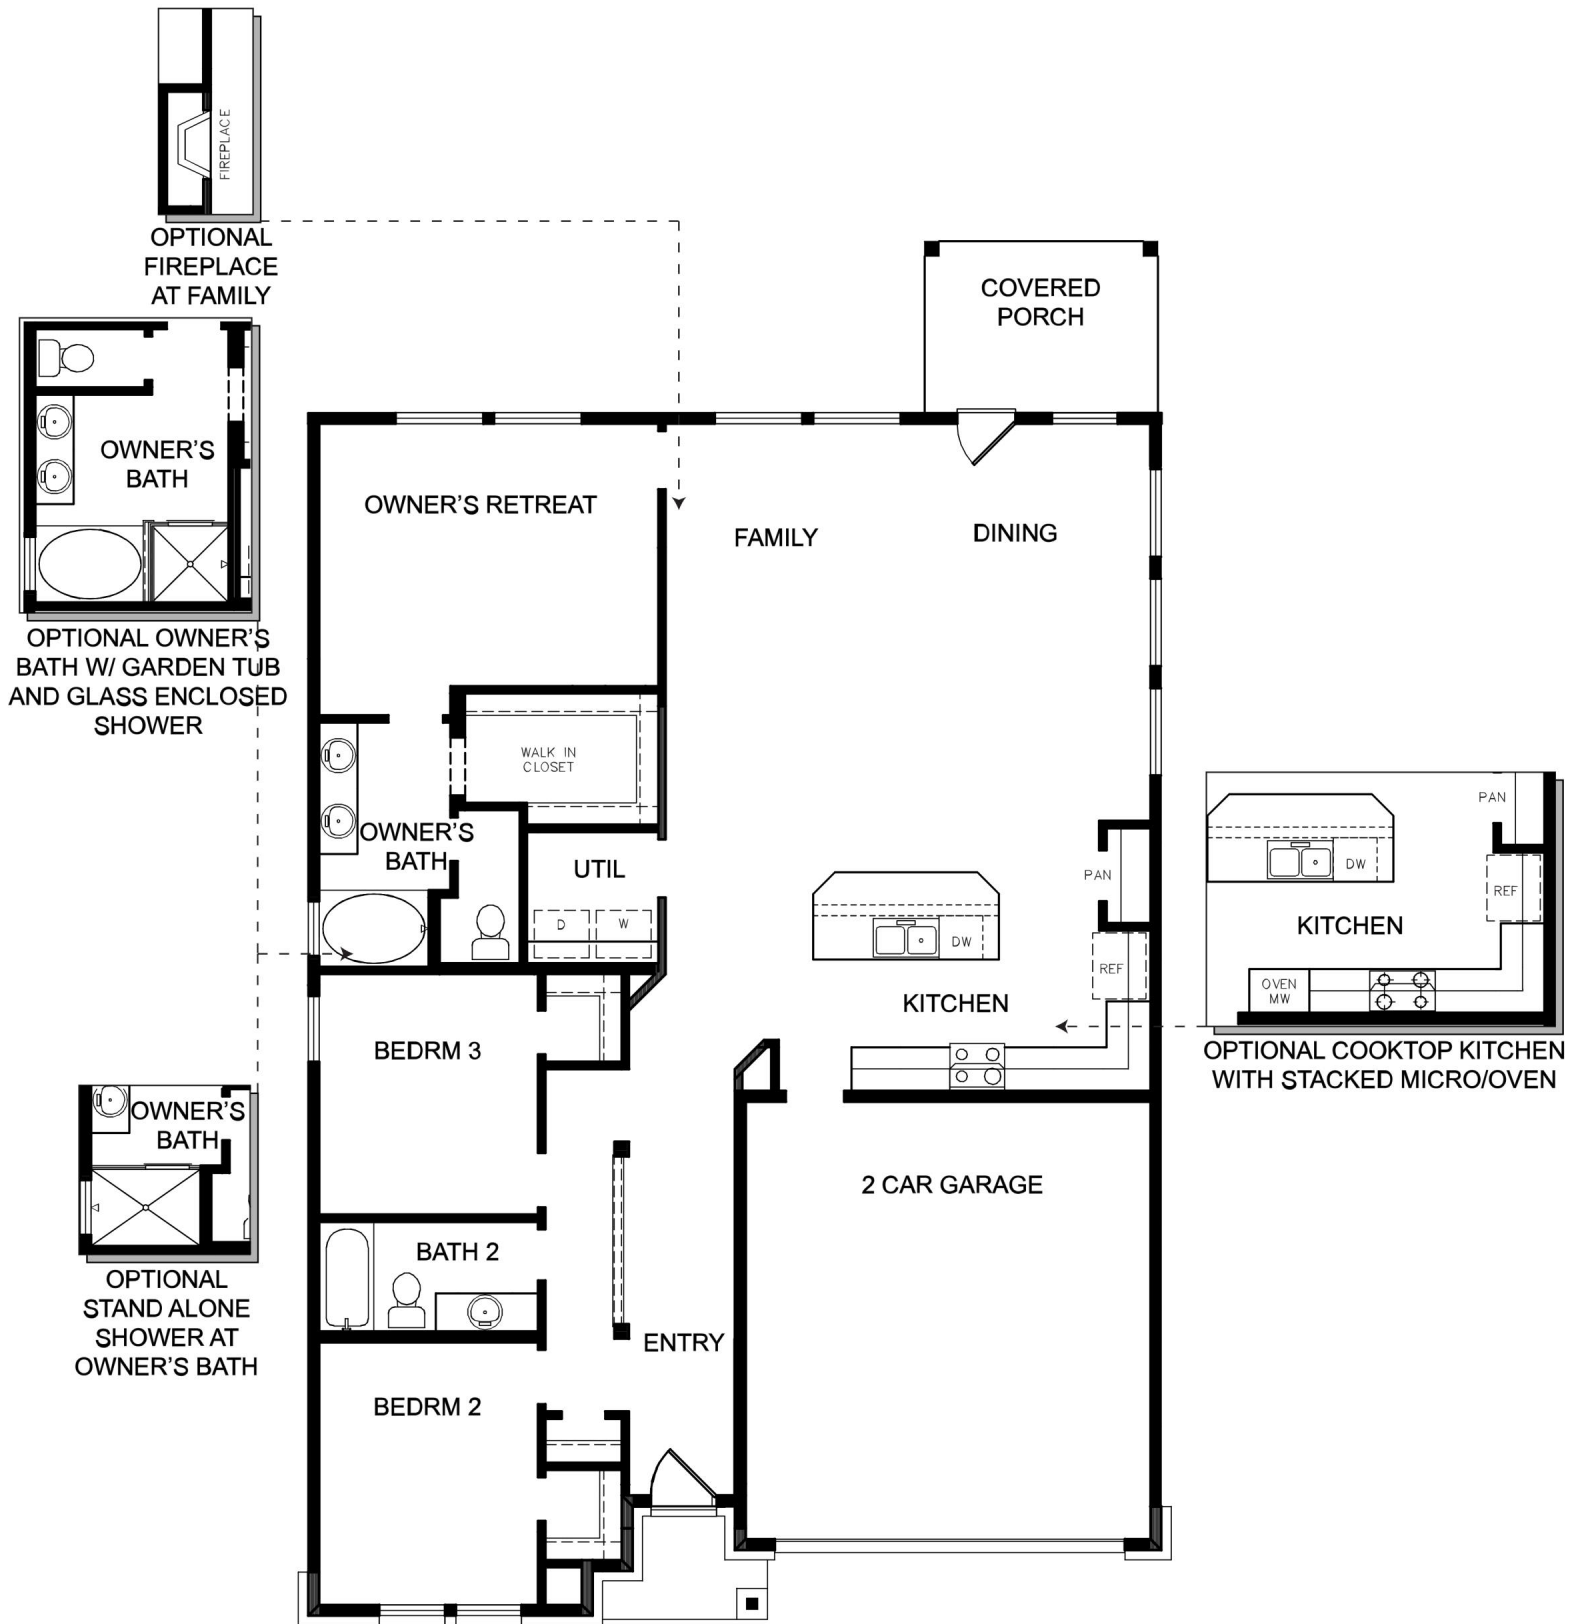 FIREPLACE
OPTIONAL
FIREPLACE
AT FAMILY
COVERED
PORCH
OWNER'S
BATH
OPTIONAL OWNER'S
BATH W/ GARDEN TUB
AND GLASS ENCLOSED
SHOWER
OWNER'S RETREAT
FAMILY
DINING
WALK IN
CLOSET
OWNER'S
BATH
UTIL
D
W
PAN
DW
REF
KITCHEN
PAN
DW
REF
KITCHEN
OVEN
MW
OPTIONAL COOKTOP KITCHEN
WITH STACKED MICRO/OVEN
BEDRM 3
OWNER'S
BATH
OPTIONAL
STAND ALONE
SHOWER AT
OWNER'S BATH
2 CAR GARAGE
BATH 2
ENTRY
BEDRM 2